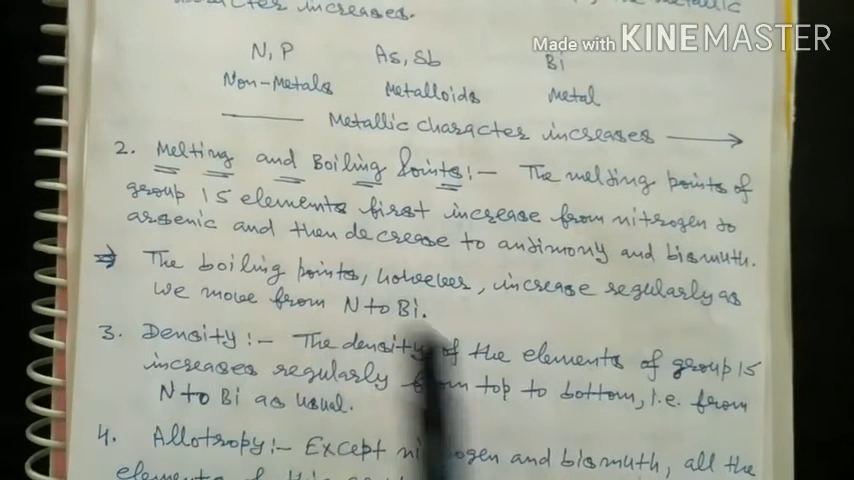 increases.
Made with KINEMASTER
N, P As, Sb Bi
Non-Metals Metalloids Metal
Metallic character increases
2. Melting and Boiling Points:- The melting points of
group 15 elements first increase from nitrogen to
arsenic and then decrease to antimony and bismuth.
⇒ The boiling points, however, increase regularly as
we move from N to Bi.
3. Density:- The density of the elements of group 15
increases regularly from top to bottom, i.e. from
N to Bi as usual.
4. Allotropy:- Except nitrogen and bismuth, all the